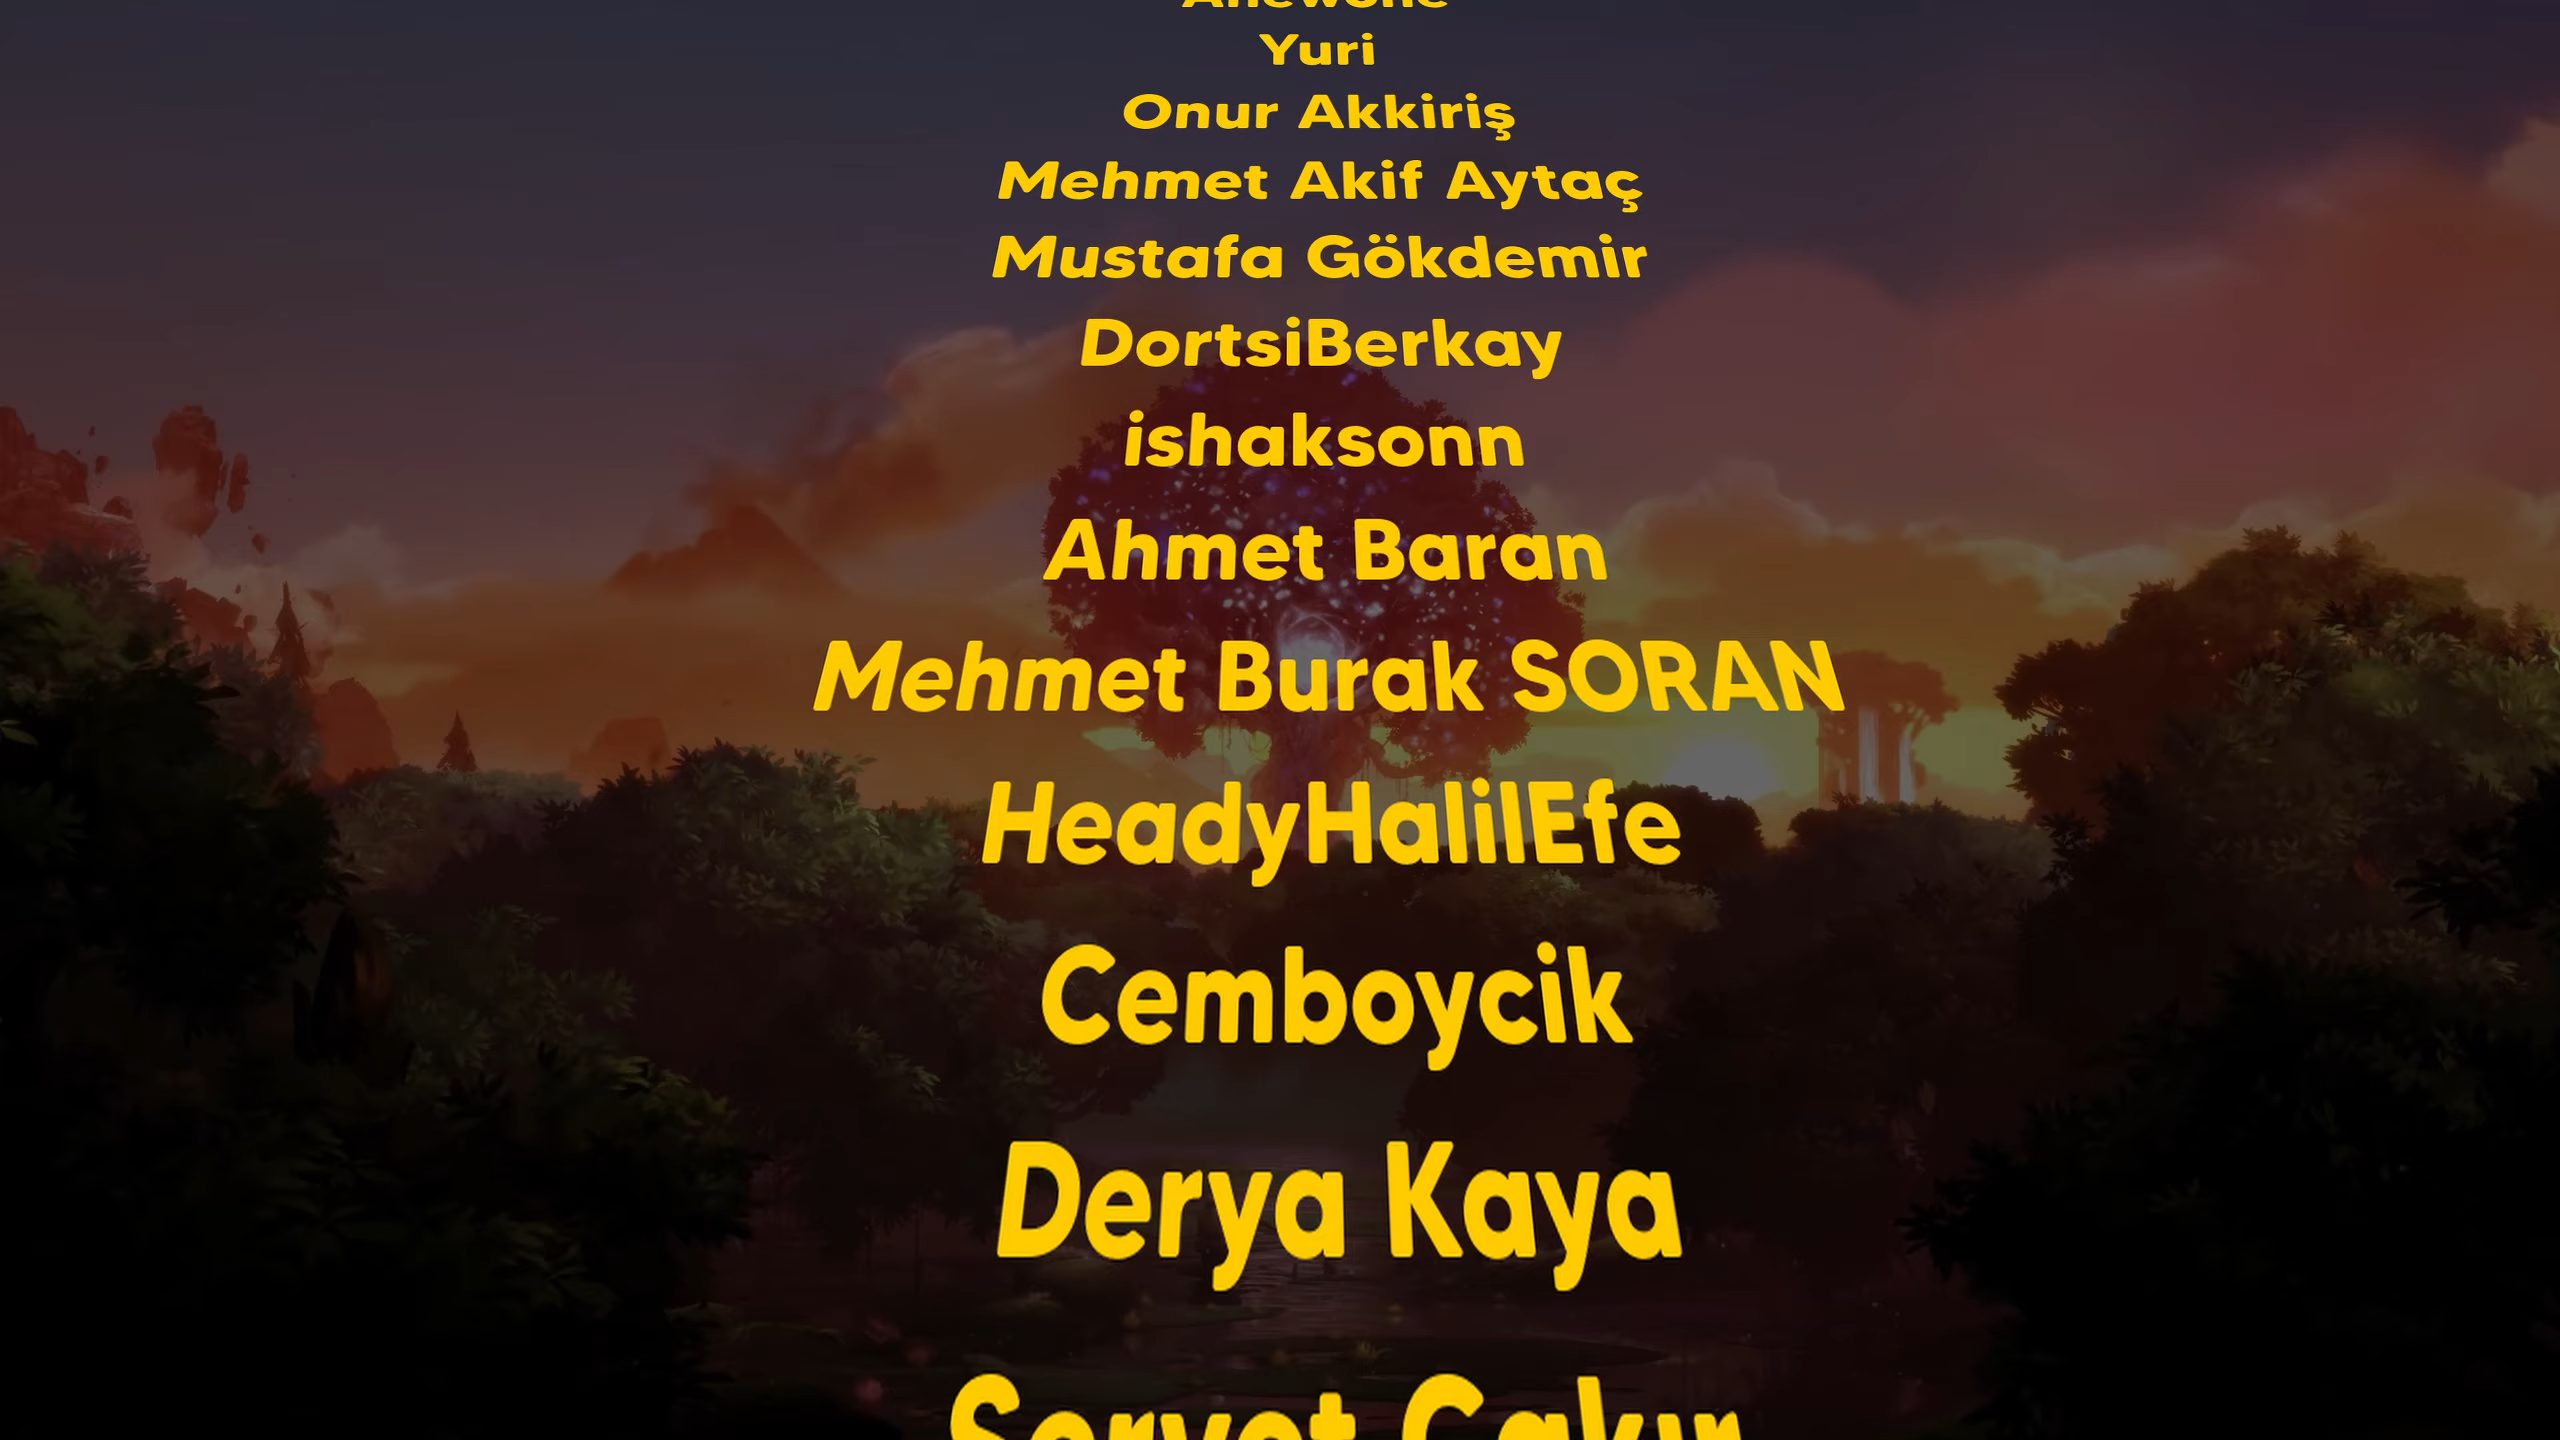 Yuri
Onur Akkiriş
Mehmet Akif Aytaç
Mustafa Gökdemir
DortsiBerkay
ishaksonn
Ahmet Baran
Mehmet Burak SORAN
HeadyHalilEfe
Cemboycik
Derya Kaya